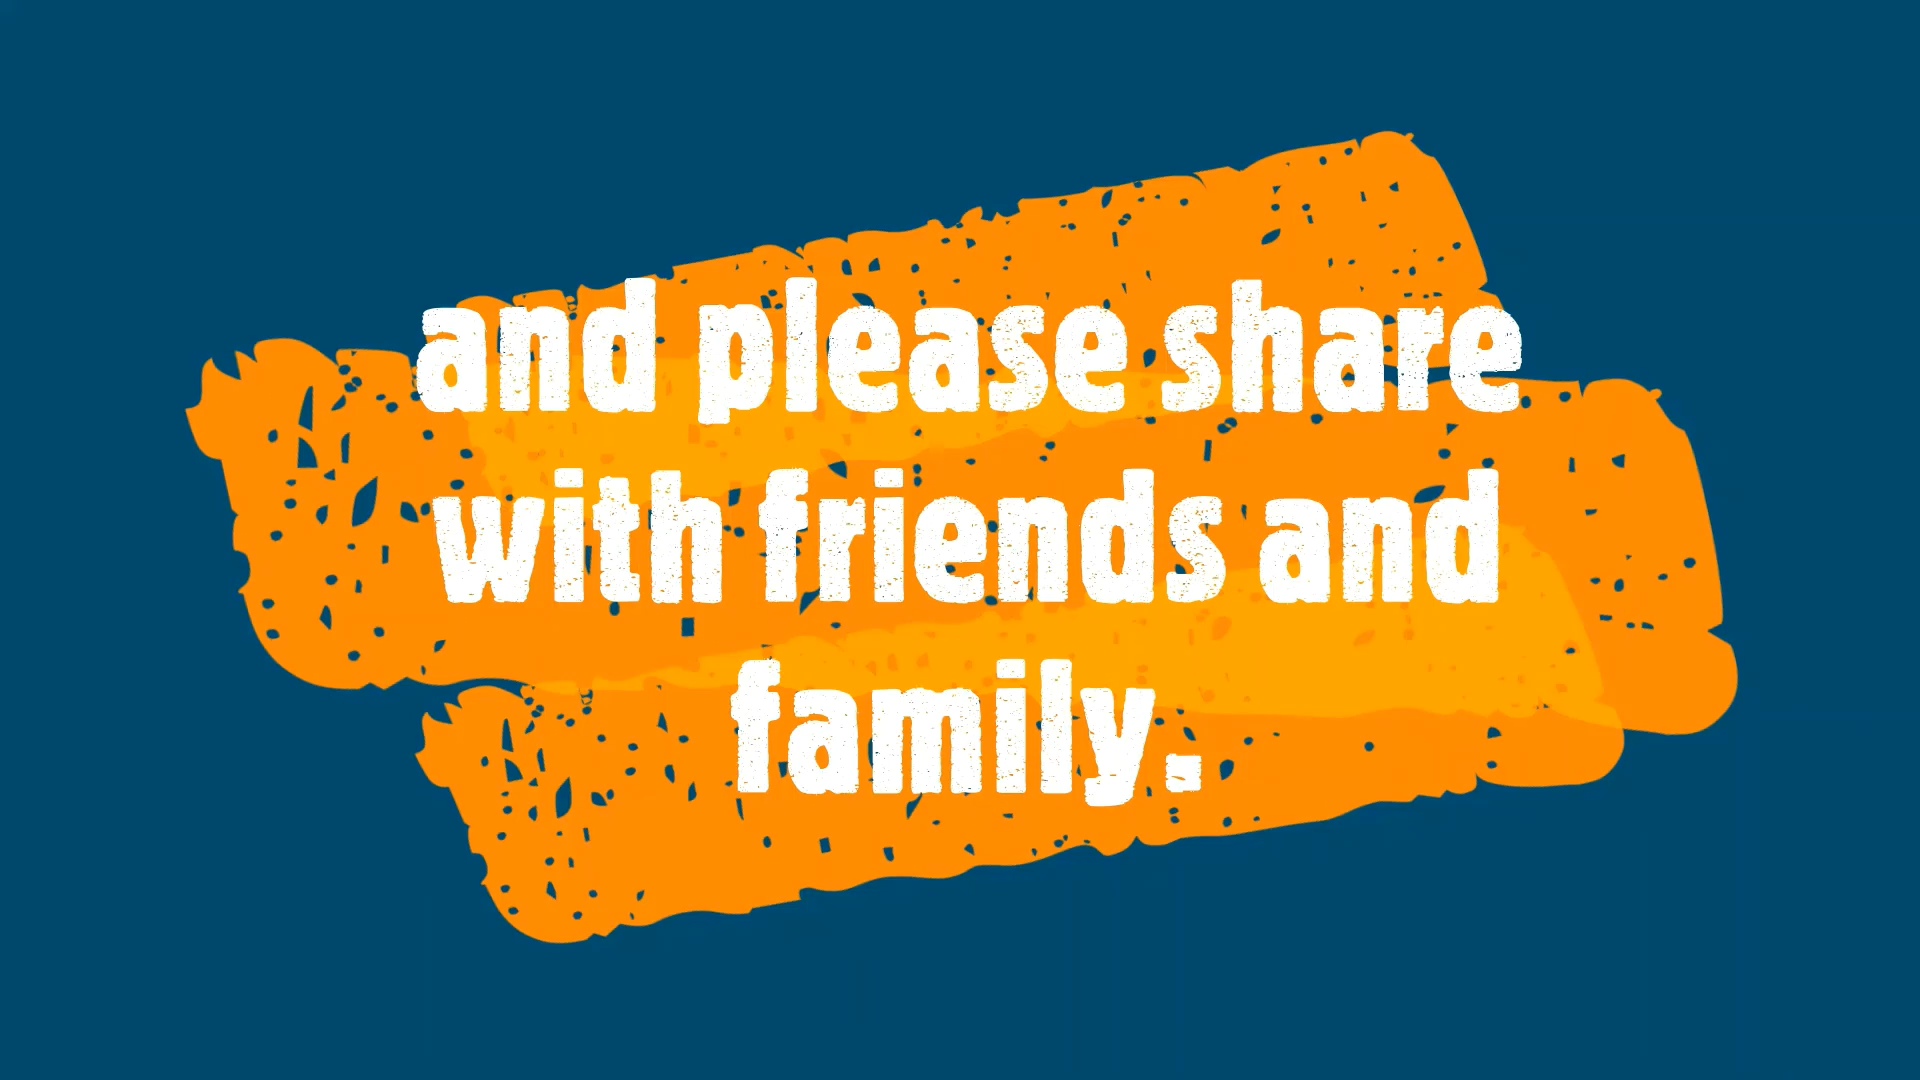 and please share
with friends and
family.